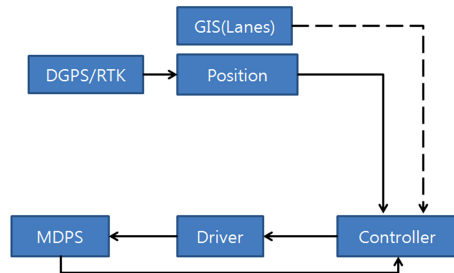 GIS(Lanes)
DGPS/RTK
Position
MDPS
Driver
Controller